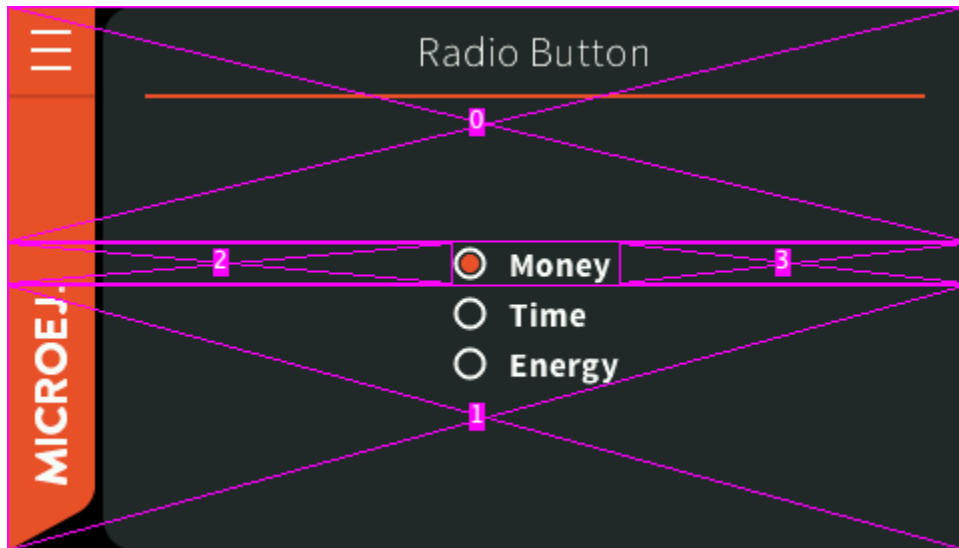 Radio Button
0
2
3
Money
Time
Energy
1
MICROEJ.